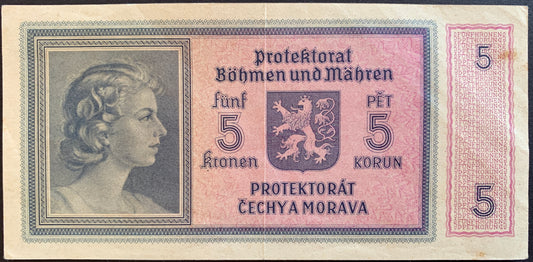 Protektorat
Böhmen und Mähren
fünf PĚT
5 5
Kronen KORUN
PROTEKTORÁT
ČECHY A MORAVA
5
5